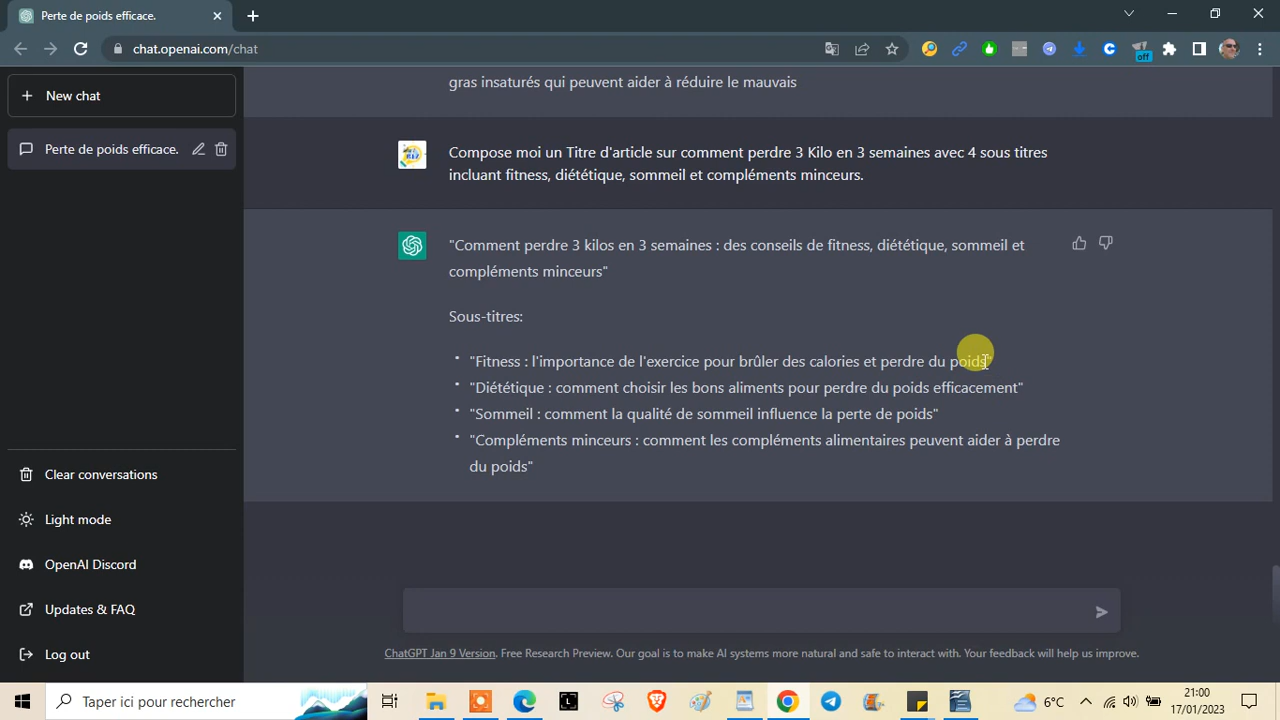 Perte de poids efficace.
chat.openai.com/chat
off
New chat
Perte de poids efficace.
Clear conversations
Light mode
OpenAI Discord
Updates & FAQ
Log out
gras insaturés qui peuvent aider à réduire le mauvais
Compose moi un Titre d'article sur comment perdre 3 Kilo en 3 semaines avec 4 sous titres
incluant fitness, diététique, sommeil et compléments minceurs.
"Comment perdre 3 kilos en 3 semaines : des conseils de fitness, diététique, sommeil et
compléments minceurs"
Sous-titres:
"Fitness : l'importance de l'exercice pour brûler des calories et perdre du poids"
"Diététique : comment choisir les bons aliments pour perdre du poids efficacement"
"Sommeil : comment la qualité de sommeil influence la perte de poids"
"Compléments minceurs : comment les compléments alimentaires peuvent aider à perdre
du poids"
ChatGPT Jan 9 Version. Free Research Preview. Our goal is to make AI systems more natural and safe to interact with. Your feedback will help us improve.
Taper ici pour rechercher
6°C
21:00
17/01/2023